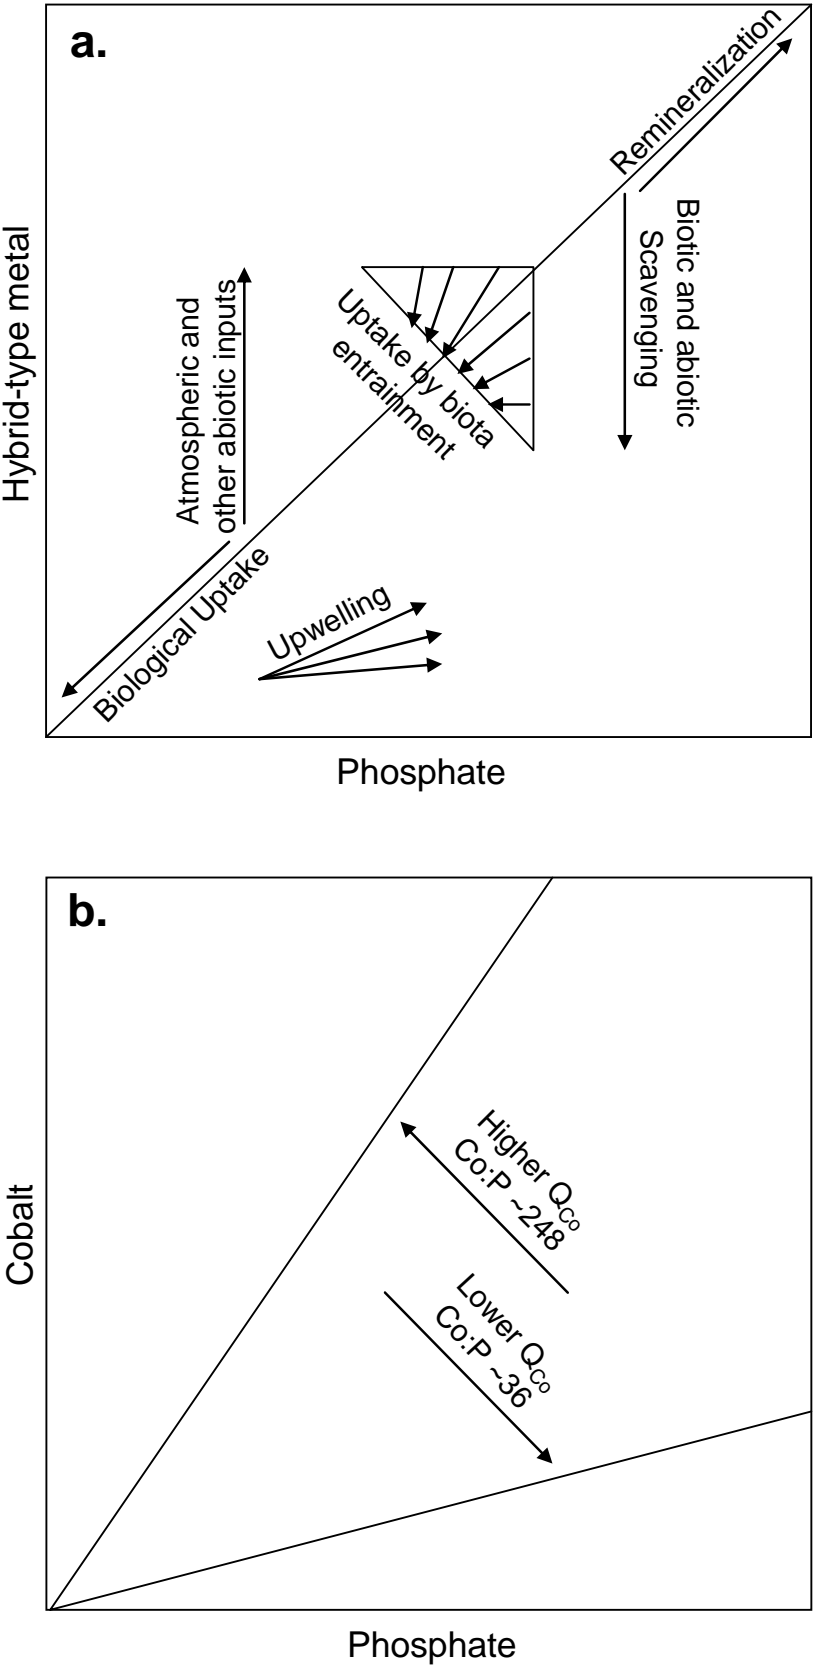 a.
Remineralization
Biotic and abiotic
Scavenging
Hybrid-type metal
Atmospheric and
other abiotic inputs
Uptake by biota
entrainment
Biological Uptake
Upwelling
Phosphate
b.
Cobalt
Higher QCo
Co:P ~248
Lower QCo
Co:P ~36
Phosphate